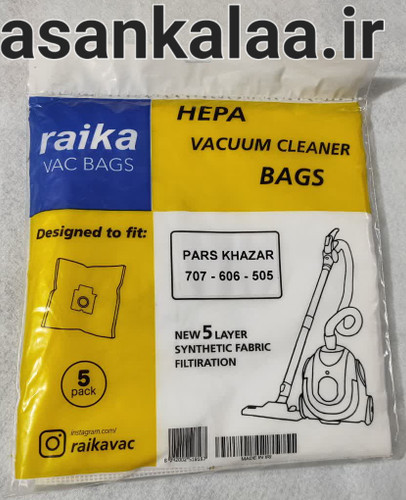 asankalaa.ir
raika
VAC BAGS
HEPA
VACUUM CLEANER
BAGS
Designed to fit:
PARS KHAZAR
707 - 606 - 505
NEW 5 LAYER
SYNTHETIC FABRIC
FILTIRATION
5
pack
instagram.com/
raikavac